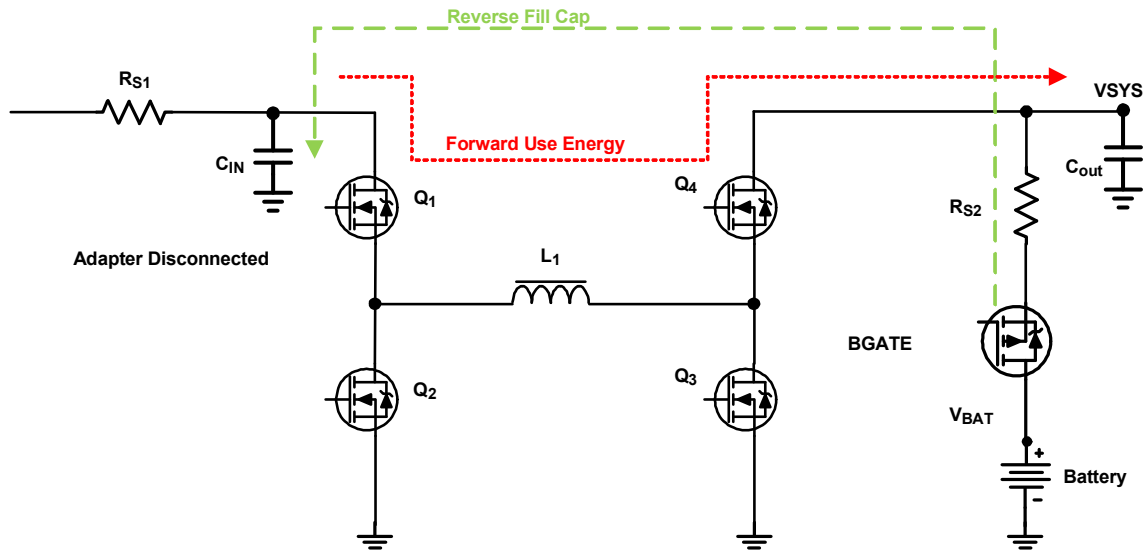 Reverse Fill Cap
RS1
VSYS
Forward Use Energy
CIN
Cout
Q1
Q4
RS2
Adapter Disconnected
L1
BGATE
Q2
Q3
VBAT
+
Battery
−